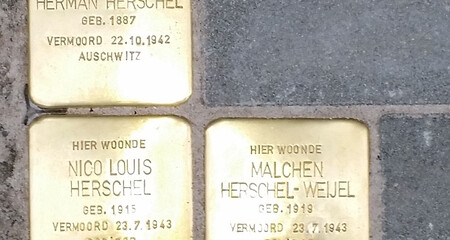 HERMAN HERSCHEL
GEB. 1887
VERMOORD 22.10.1942
AUSCHWITZ
HIER WOONDE
NICO LOUIS
HERSCHEL
GEB. 1915
VERMOORD 23.7.1943
HIER WOONDE
MALCHEN
HERSCHEL-WEIJEL
GEB. 1919
VERMOORD 23.7.1943